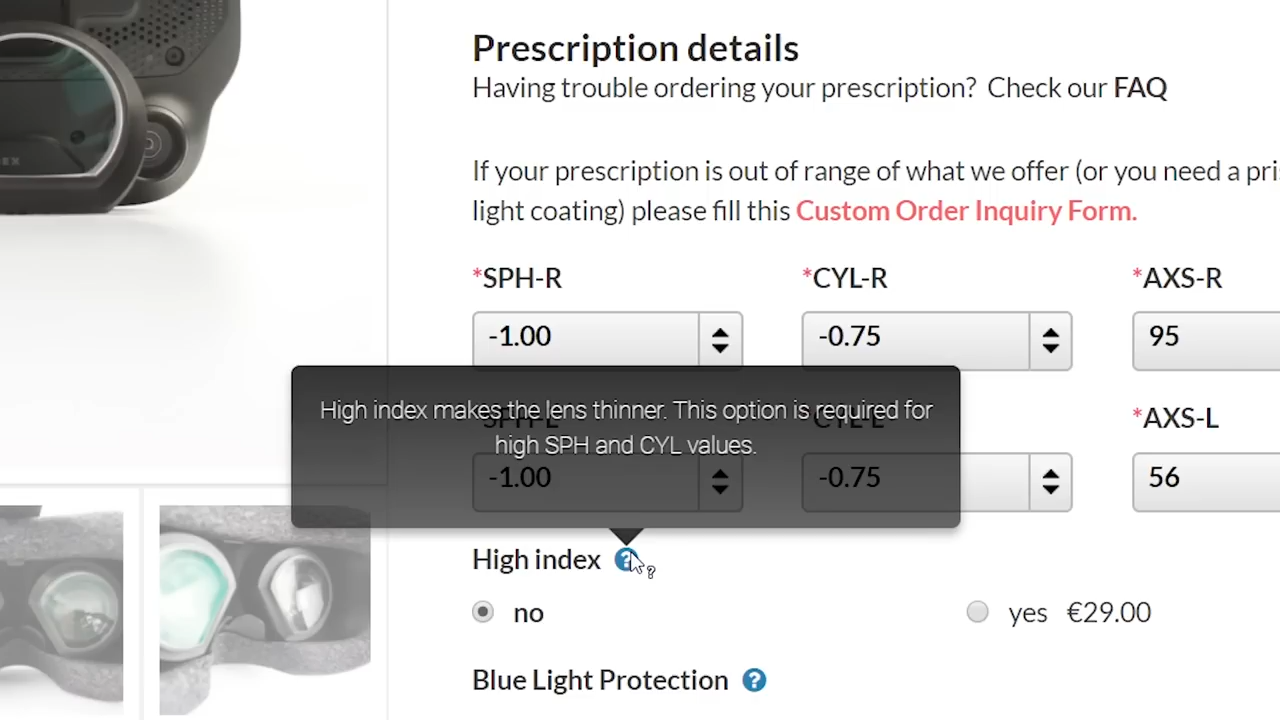 Prescription details
Having trouble ordering your prescription? Check our FAQ
If your prescription is out of range of what we offer (or you need a
light coating) please fill this Custom Order Inquiry Form.
*SPH-R *CYL-R *AXS-R
-1.00 -0.75 95
High index makes the lens thinner. This option is required for
high SPH and CYL values.
SPH-L CYL-L *AXS-L
-1.00 -0.75 56
High index ?
no yes €29.00
Blue Light Protection ?